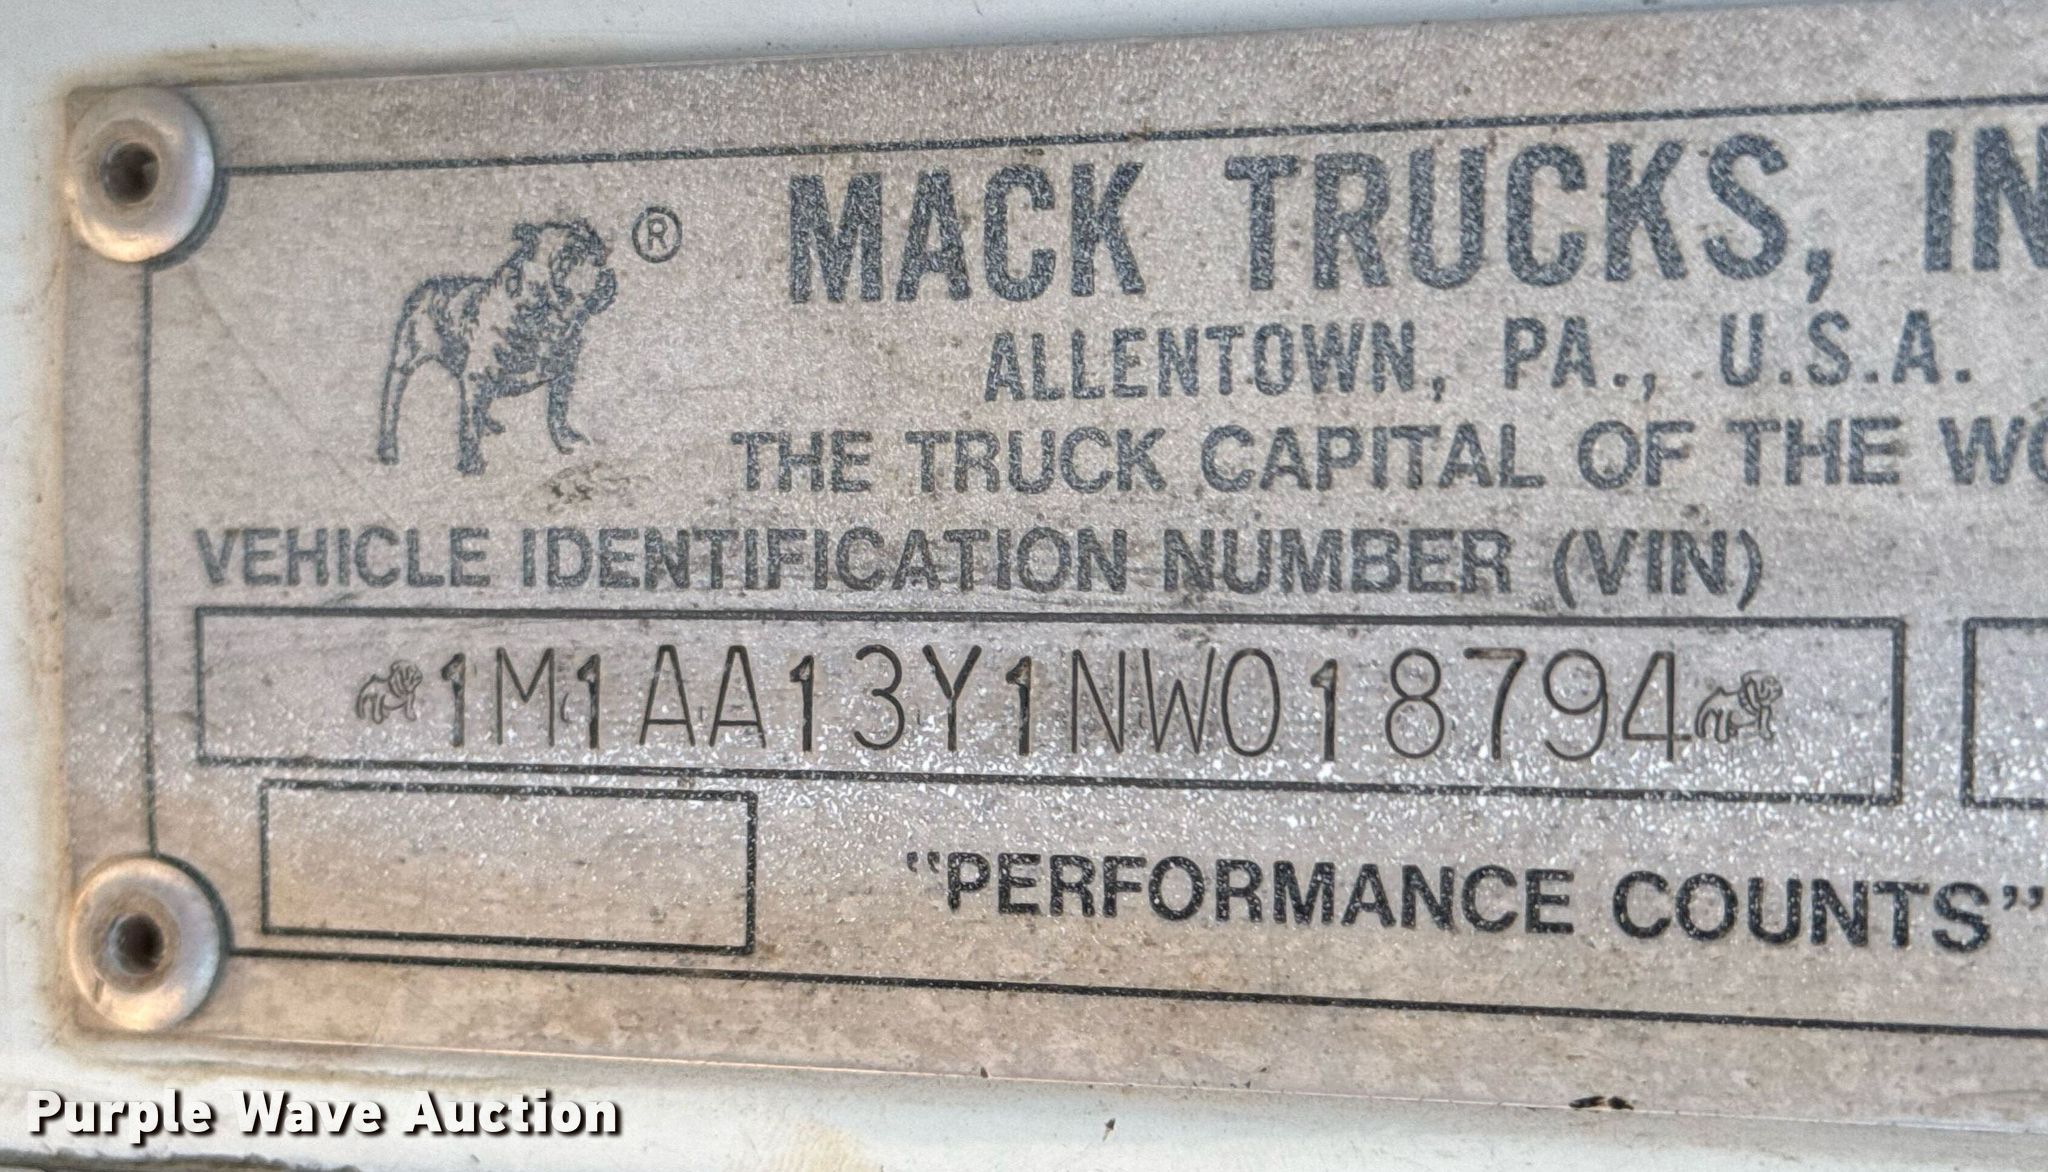 ®
MACK TRUCKS, IN
ALLENTOWN, PA., U.S.A.
THE TRUCK CAPITAL OF THE WO
VEHICLE IDENTIFICATION NUMBER (VIN)
1M1AA13Y1NW018794
"PERFORMANCE COUNTS"
Purple Wave Auction